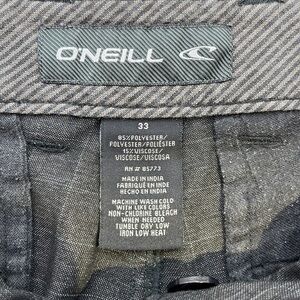 O'NEILL
33
85%POLYESTER/
POLYESTER/POLIÉSTER
15%VISCOSE/
VISCOSE/VISCOSA
RN # 85773
MADE IN INDIA
FABRIQUÉ EN INDE
HECHO EN INDIA
MACHINE WASH COLD
WITH LIKE COLORS
NON-CHLORINE BLEACH
WHEN NEEDED
TUMBLE DRY LOW
IRON LOW HEAT